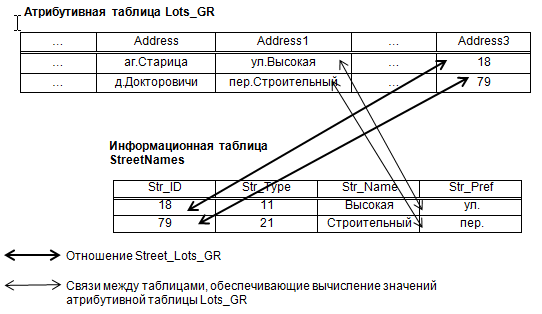 Атрибутивная таблица Lots_GR
... Address Address1 ... Address3
... аг.Старица ул.Высокая ... 18
... д.Докторовичи пер.Строительный ... 79
Информационная таблица
StreetNames
Str_ID Str_Type Str_Name Str_Pref
18 11 Высокая ул.
79 21 Строительный пер.
Отношение Street_Lots_GR
Связи между таблицами, обеспечивающие вычисление значений
атрибутивной таблицы Lots_GR